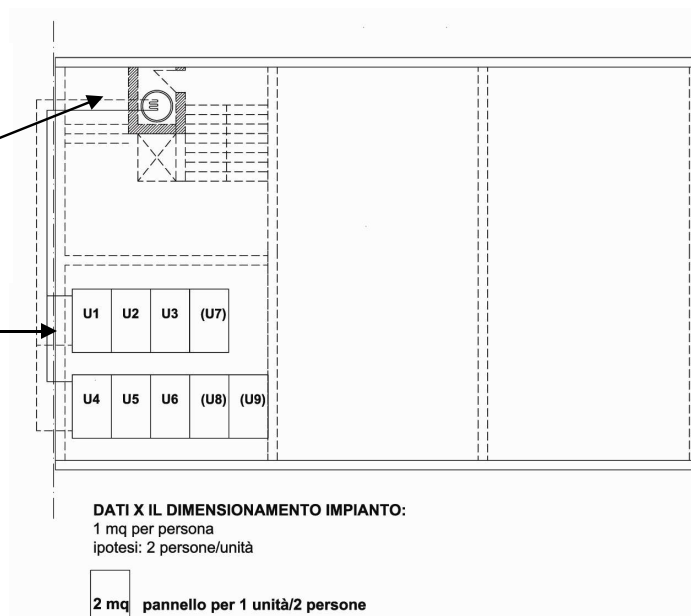 U1 U2 U3 (U7)
U4 U5 U6 (U8) (U9)
DATI X IL DIMENSIONAMENTO IMPIANTO:
1 mq per persona
ipotesi: 2 persone/unità
2 mq pannello per 1 unità/2 persone